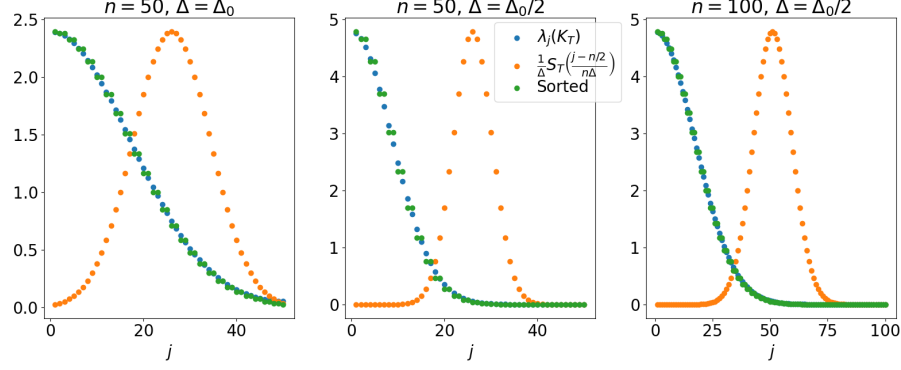 n = 50, Δ = Δ₀
2.5
2.0
1.5
1.0
0.5
0.0
0 20 40
j
n = 50, Δ = Δ₀/2
5
4
3
2
1
0
0 20 40
j
λⱼ(K_T)
1/Δ S_T((j−n/2)/(nΔ))
Sorted
n = 100, Δ = Δ₀/2
5
4
3
2
1
0
0 25 50 75 100
j